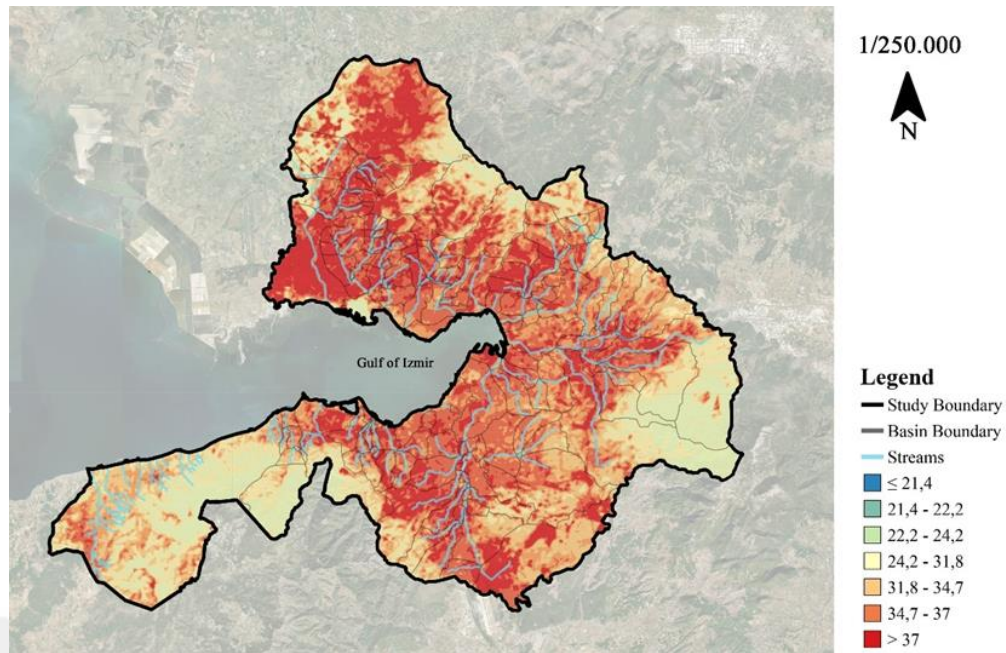 1/250.000
N
Gulf of Izmir
Legend
Study Boundary
Basin Boundary
Streams
≤ 21,4
21,4 - 22,2
22,2 - 24,2
24,2 - 31,8
31,8 - 34,7
34,7 - 37
> 37